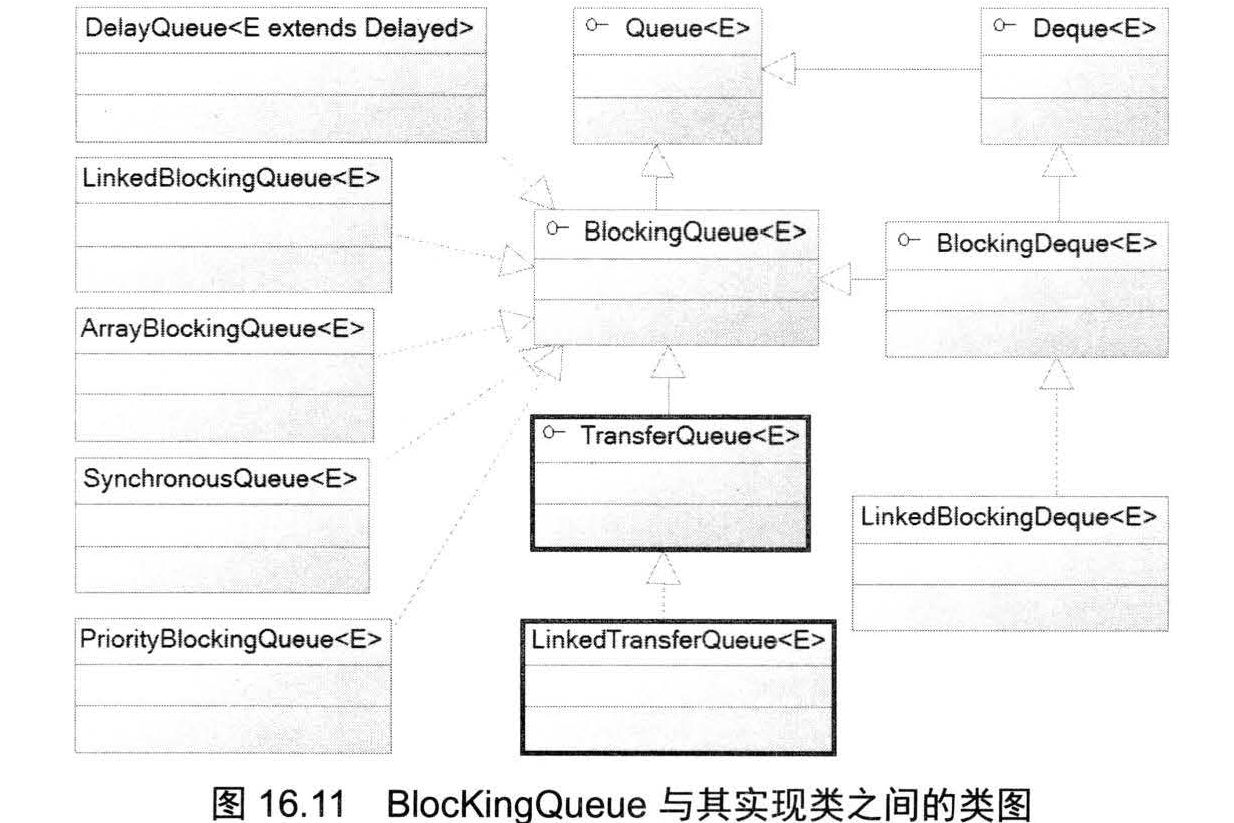 DelayQueue<E extends Delayed>
Queue<E>
Deque<E>
LinkedBlockingQueue<E>
BlockingQueue<E>
BlockingDeque<E>
ArrayBlockingQueue<E>
TransferQueue<E>
SynchronousQueue<E>
LinkedBlockingDeque<E>
PriorityBlockingQueue<E>
LinkedTransferQueue<E>
图 16.11 BlocKingQueue 与其实现类之间的类图